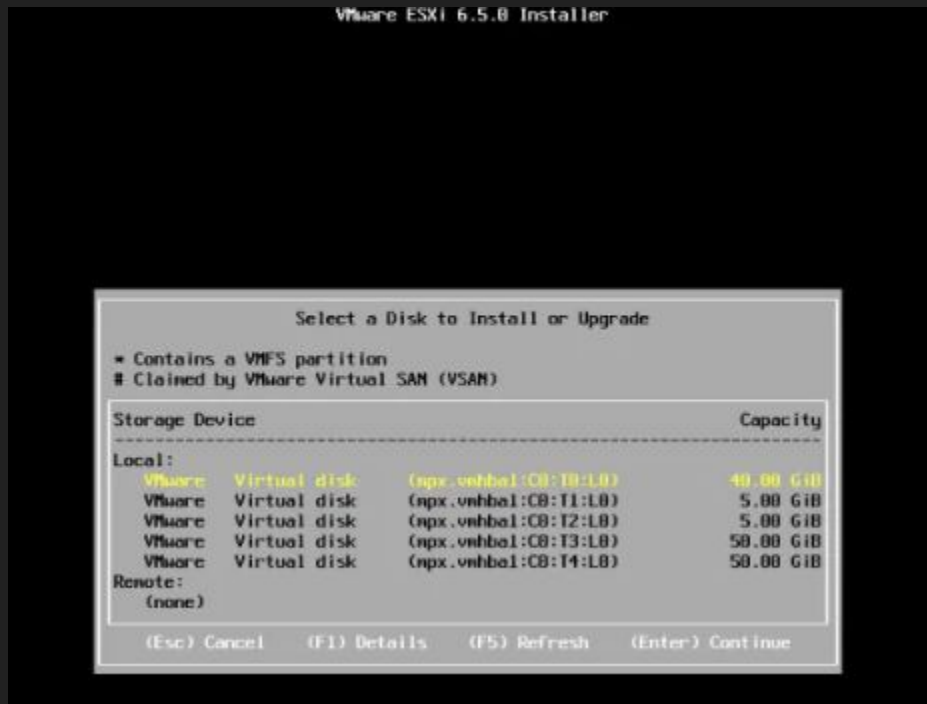 VMware ESXi 6.5.0 Installer
Select a Disk to Install or Upgrade
* Contains a VMFS partition
# Claimed by VMware Virtual SAN (VSAN)
Storage Device Capacity
Local:
VMware Virtual disk (mpx.vmhba1:C0:T0:L0) 40.00 GiB
VMware Virtual disk (mpx.vmhba1:C0:T1:L0) 5.00 GiB
VMware Virtual disk (mpx.vmhba1:C0:T2:L0) 5.00 GiB
VMware Virtual disk (mpx.vmhba1:C0:T3:L0) 50.00 GiB
VMware Virtual disk (mpx.vmhba1:C0:T4:L0) 50.00 GiB
Remote:
(none)
(Esc) Cancel (F1) Details (F5) Refresh (Enter) Continue